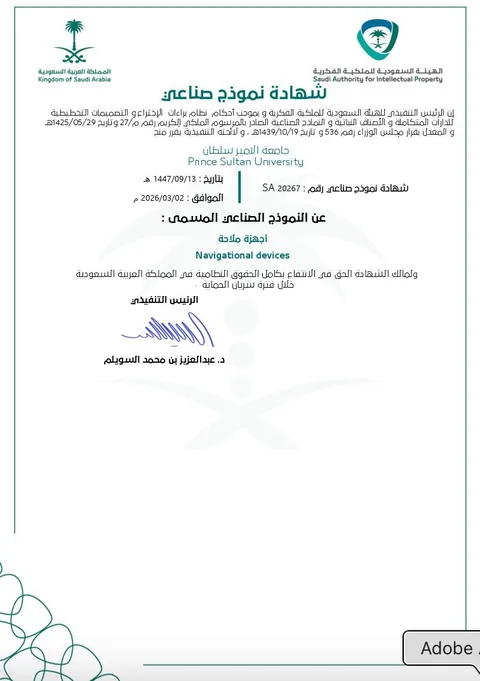 المملكة العربية السعودية
Kingdom of Saudi Arabia
الهيئة السعودية للملكية الفكرية
Saudi Authority for Intellectual Property
شهادة نموذج صناعي
إن الرئيس التنفيذي للهيئة السعودية للملكية الفكرية و بموجب أحكام نظام براءات الإختراع و التصميمات التخطيطية
للدارات المتكاملة و الأصناف النباتية و النماذج الصناعية الصادر بالمرسوم الملكي الكريم رقم م/27 وتاريخ 1425/05/29هـ
و المعدل بقرار مجلس الوزراء رقم 536 و تاريخ 1439/10/19هـ ، و لائحته التنفيذية يقرر منح
جامعة الامير سلطان
Prince Sultan University
شهادة نموذج صناعي رقم : SA 20267
بتاريخ : 1447/09/13 هـ
الموافق : 2026/03/02 م
عن النموذج الصناعي المسمى :
اجهزة ملاحة
Navigational devices
ولمالك الشهادة الحق في الانتفاع بكامل الحقوق النظامية في المملكة العربية السعودية
خلال فترة سريان الحماية .
الرئيس التنفيذي
د. عبدالعزيز بن محمد السويلم
Adobe